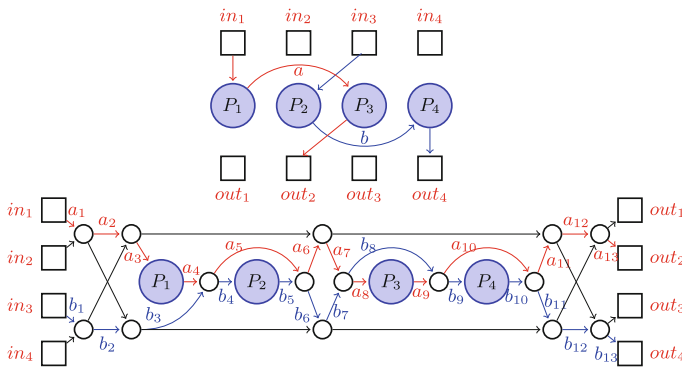 in₁ in₂ in₃ in₄
a
P₁ P₂ P₃ P₄
b
out₁ out₂ out₃ out₄
in₁ a₁ a₂ a₁₂ out₁
a₃ a₅ a₆ a₇ b₈ a₁₀ a₁₁ a₁₃
in₂ out₂
P₁ a₄ P₂ P₃ P₄
b₄ b₅ a₈ a₉ b₉ b₁₀
in₃ b₁ b₃ b₆ b₇ b₁₁ out₃
in₄ b₂ b₁₂ b₁₃ out₄